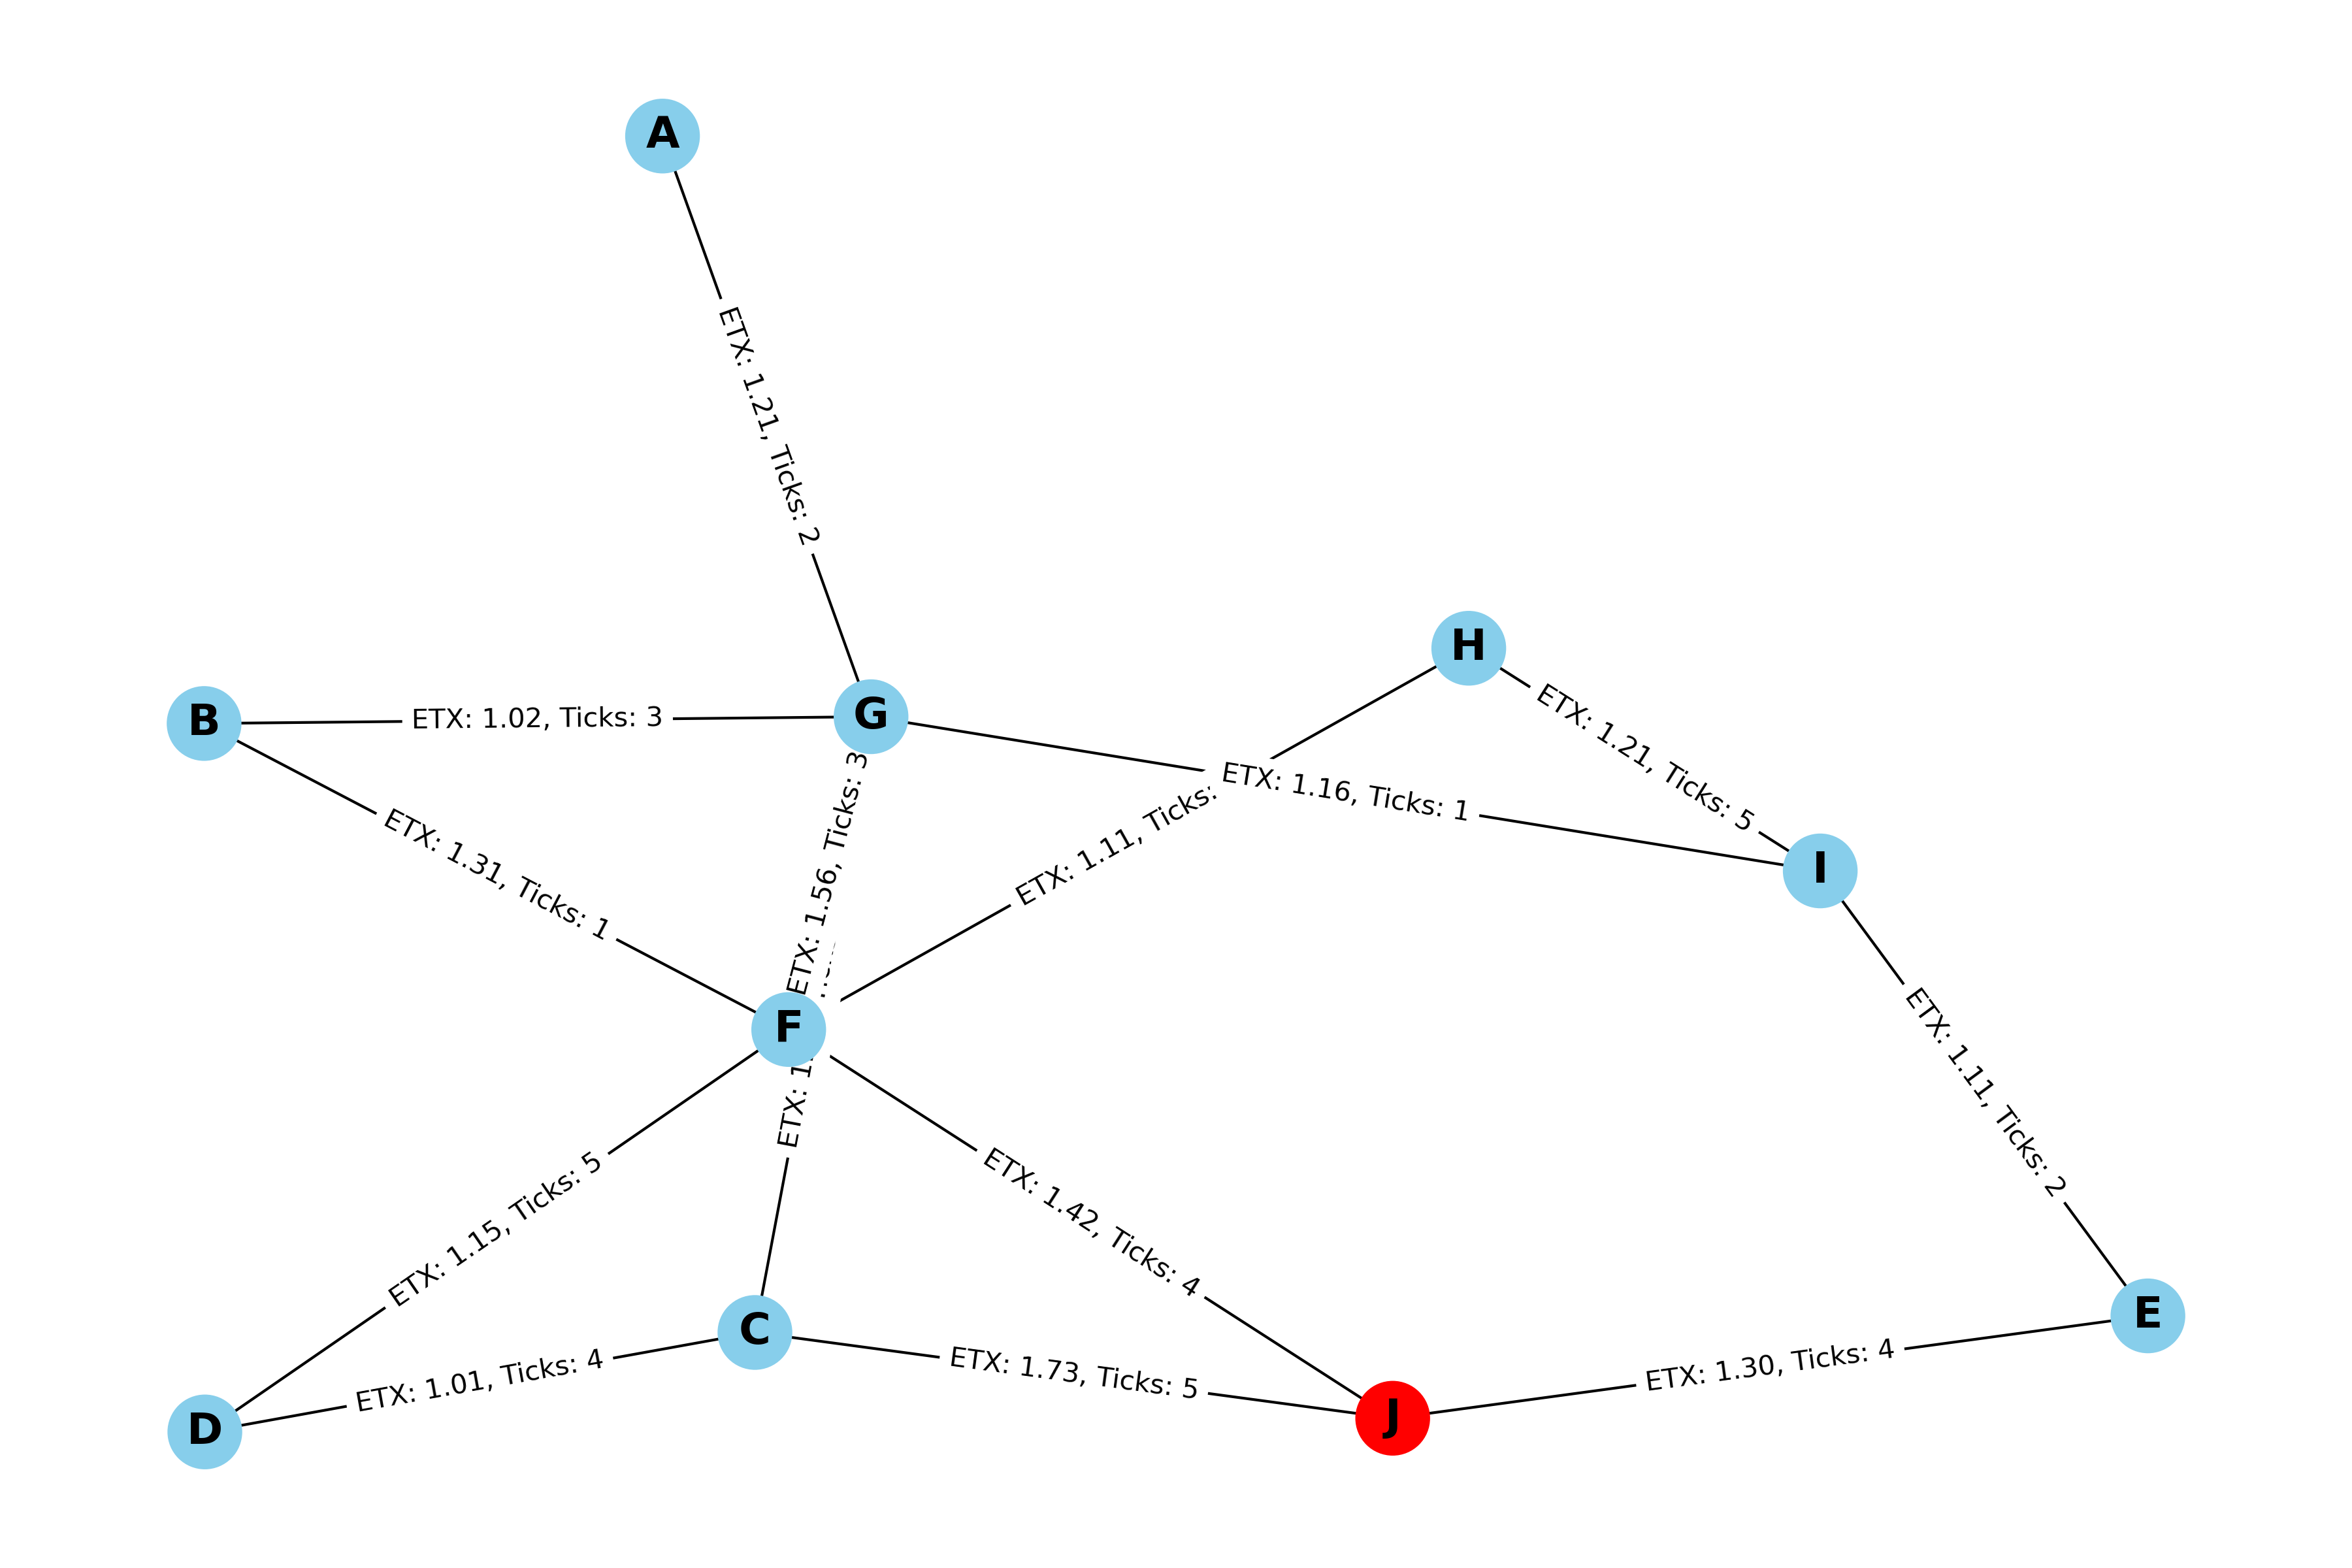 A
ETX: 1.21, Ticks: 2
H
B
ETX: 1.02, Ticks: 3
G
ETX: 1.21, Ticks: 5
ETX: 1.16, Ticks: 1
ETX: 1.11, Ticks:
ETX: 1.56, Ticks: 3
I
ETX: 1.31, Ticks: 1
F
ETX: 1.11, Ticks: 2
ETX: 1
ETX: 1.15, Ticks: 5
ETX: 1.42, Ticks: 4
C
E
ETX: 1.01, Ticks: 4
ETX: 1.73, Ticks: 5
ETX: 1.30, Ticks: 4
D
J